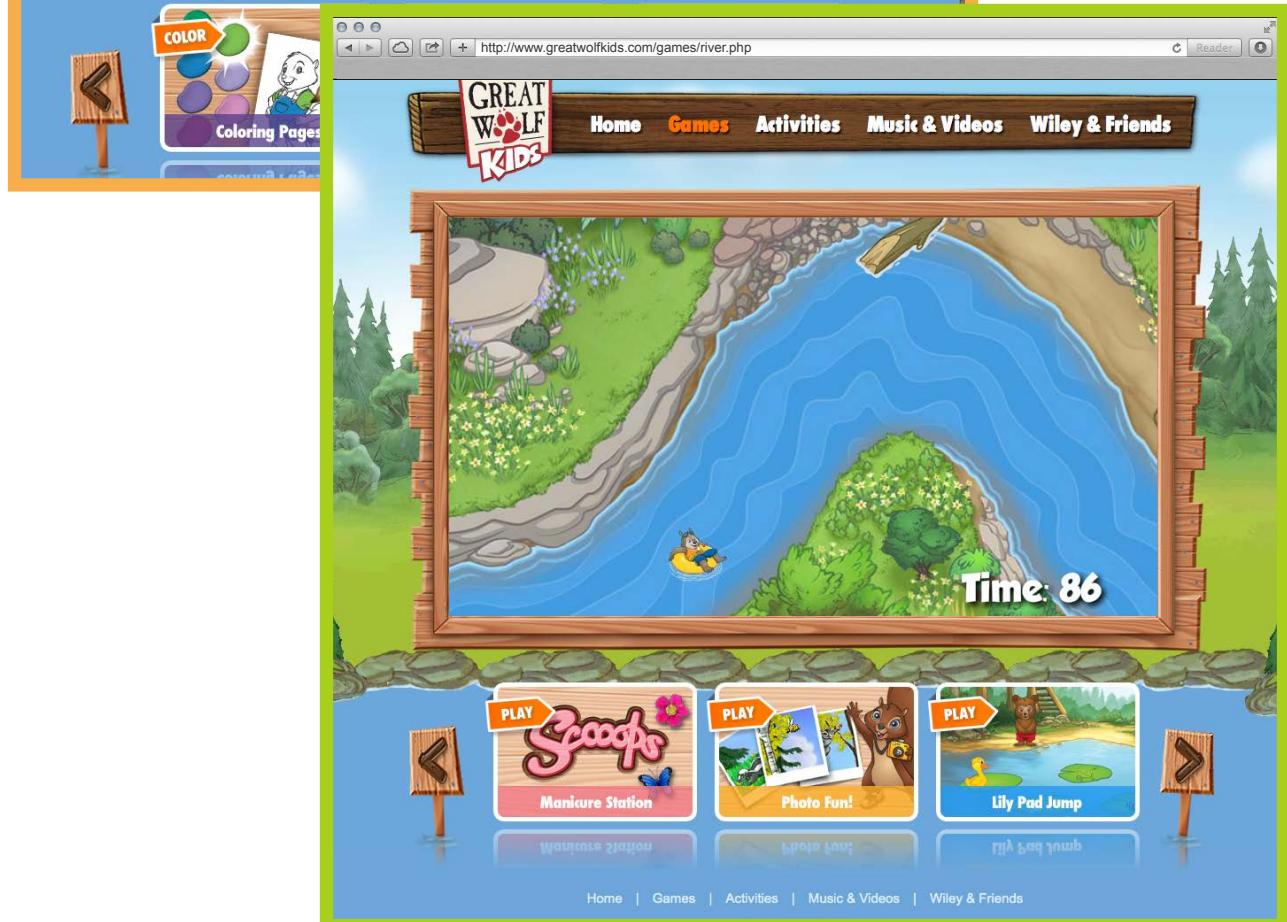 COLOR
Coloring Pages
http://www.greatwolfkids.com/games/river.php
Reader
GREAT
WOLF
KIDS
Home Games Activities Music & Videos Wiley & Friends
Time: 86
PLAY PLAY PLAY
Scooops
Manicure Station Photo Fun! Lily Pad Jump
Home | Games | Activities | Music & Videos | Wiley & Friends